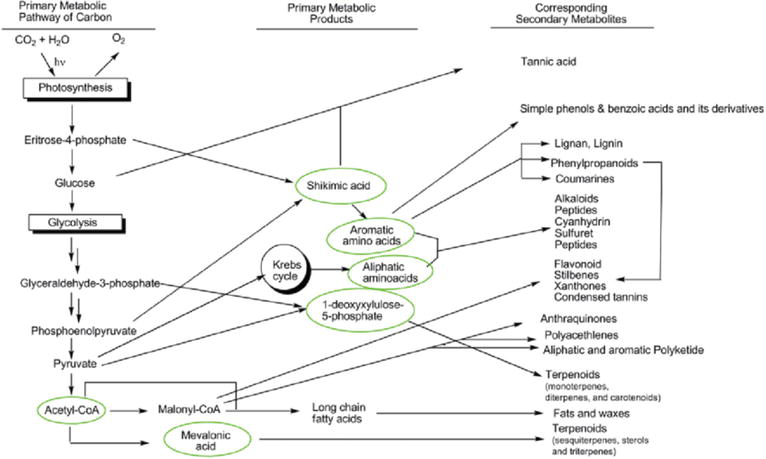 Primary Metabolic
Pathway of Carbon
Primary Metabolic
Products
Corresponding
Secondary Metabolites
CO2 + H2O
O2
hν
Photosynthesis
Tannic acid
Simple phenols & benzoic acids and its derivatives
Eritrose-4-phosphate
Lignan, Lignin
Phenylpropanoids
Coumarines
Glucose
Shikimic acid
Glycolysis
Aromatic
amino acids
Alkaloids
Peptides
Cyanhydrin
Sulfuret
Peptides
Krebs
cycle
Aliphatic
aminoacids
Flavonoid
Stilbenes
Xanthones
Condensed tannins
Glyceraldehyde-3-phosphate
1-deoxyxylulose-
5-phosphate
Anthraquinones
Phosphoenolpyruvate
Polyacethlenes
Aliphatic and aromatic Polyketide
Pyruvate
Terpenoids
(monoterpenes,
diterpenes, and carotenoids)
Acetyl-CoA
Malonyl-CoA
Long chain
fatty acids
Fats and waxes
Mevalonic
acid
Terpenoids
(sesquiterpenes, sterols
and triterpenes)